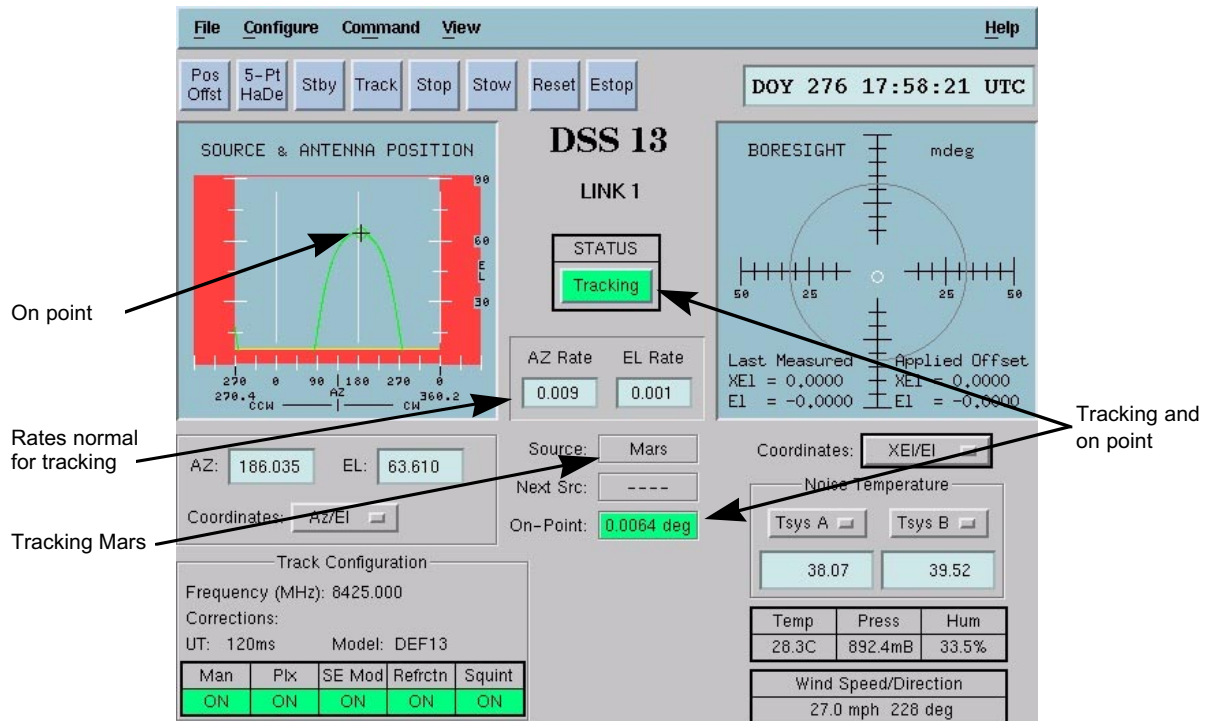 File Configure Command View Help
Pos Offst 5-Pt HaDe Stby Track Stop Stow Reset Estop
DOY 276 17:58:21 UTC
SOURCE & ANTENNA POSITION
90
60
EL
30
270 0 90 180 270 0
270.4 AZ 360.2
CCW CW
DSS 13
LINK 1
STATUS
Tracking
AZ Rate EL Rate
0.009 0.001
BORESIGHT mdeg
50 25 25 50
Last Measured Applied Offset
XEl = 0.0000 XEl = 0.0000
El = -0.0000 El = -0.0000
On point
Rates normal
for tracking
Tracking Mars
Tracking and
on point
AZ: 186.035 EL: 63.610
Coordinates: Az/El
Source: Mars
Next Src: ----
On-Point: 0.0064 deg
Coordinates: XEl/El
Noise Temperature
Tsys A Tsys B
38.07 39.52
Track Configuration
Frequency (MHz): 8425.000
Corrections:
UT: 120ms Model: DEF13
Man Plx SE Mod Refrctn Squint
ON ON ON ON ON
Temp Press Hum
28.3C 892.4mB 33.5%
Wind Speed/Direction
27.0 mph 228 deg